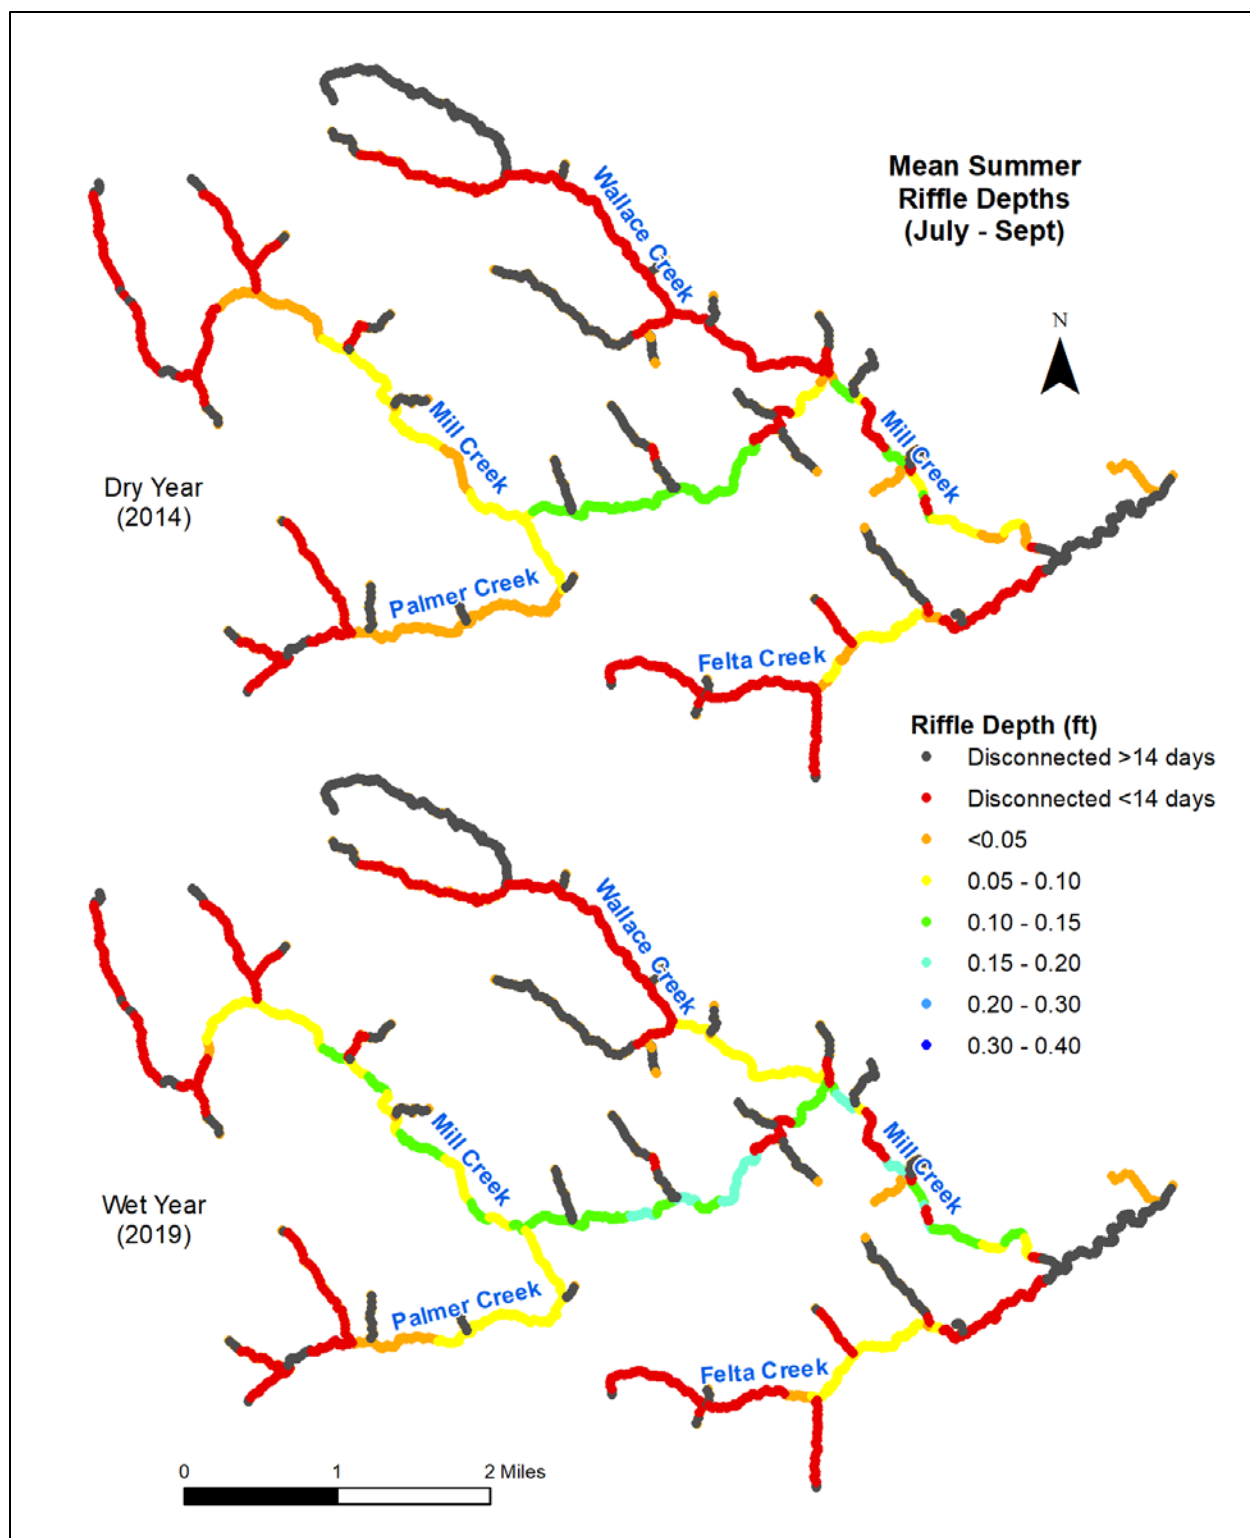 Mean Summer
Riffle Depths
(July - Sept)
N
Wallace Creek
Mill Creek
Mill Creek
Dry Year
(2014)
Palmer Creek
Felta Creek
Riffle Depth (ft)
Disconnected >14 days
Disconnected <14 days
<0.05
0.05 - 0.10
0.10 - 0.15
0.15 - 0.20
0.20 - 0.30
0.30 - 0.40
Wallace Creek
Mill Creek
Mill Creek
Wet Year
(2019)
Palmer Creek
Felta Creek
0 1 2 Miles